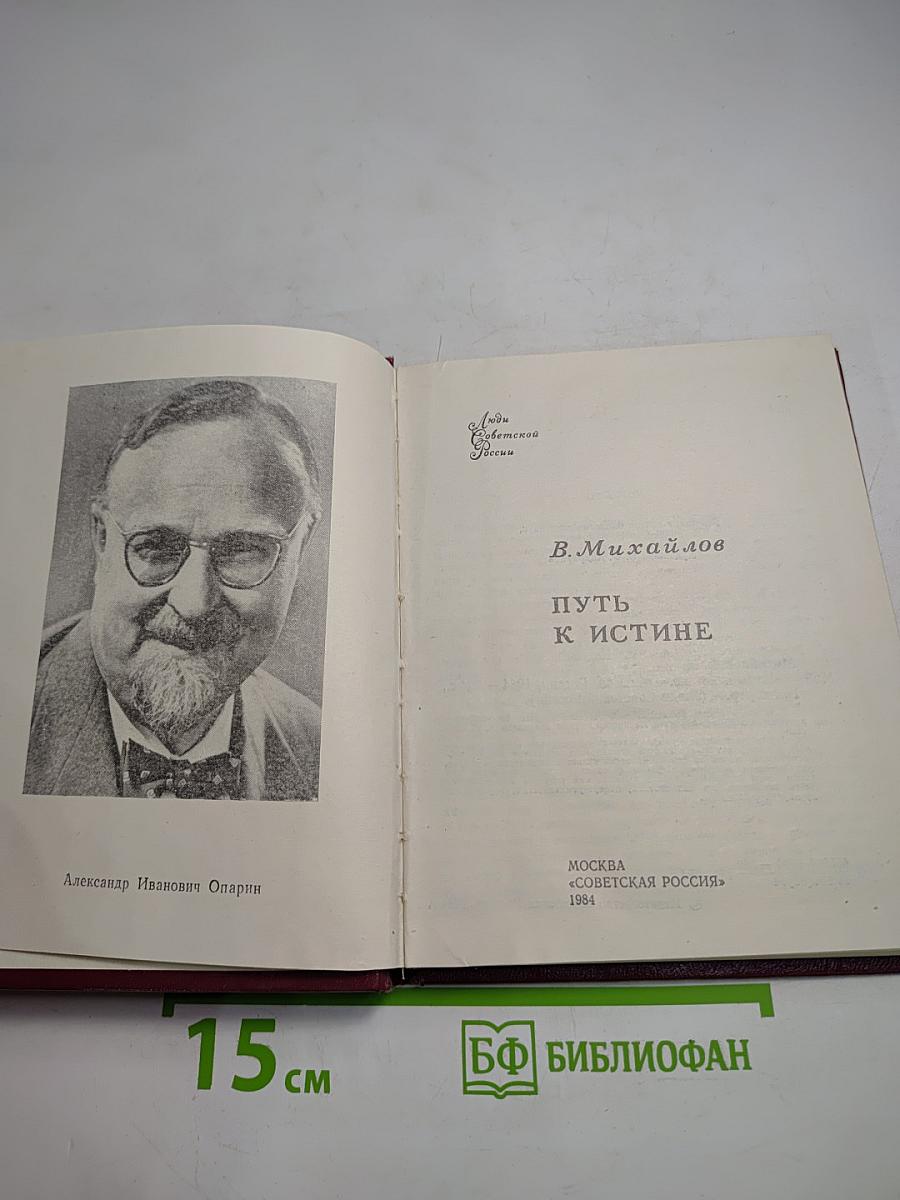 Александр Иванович Опарин
Люди
Советской
России
В. Михайлов
ПУТЬ
К ИСТИНЕ
МОСКВА
«СОВЕТСКАЯ РОССИЯ»
1984
15 см
БФ БИБЛИОФАН